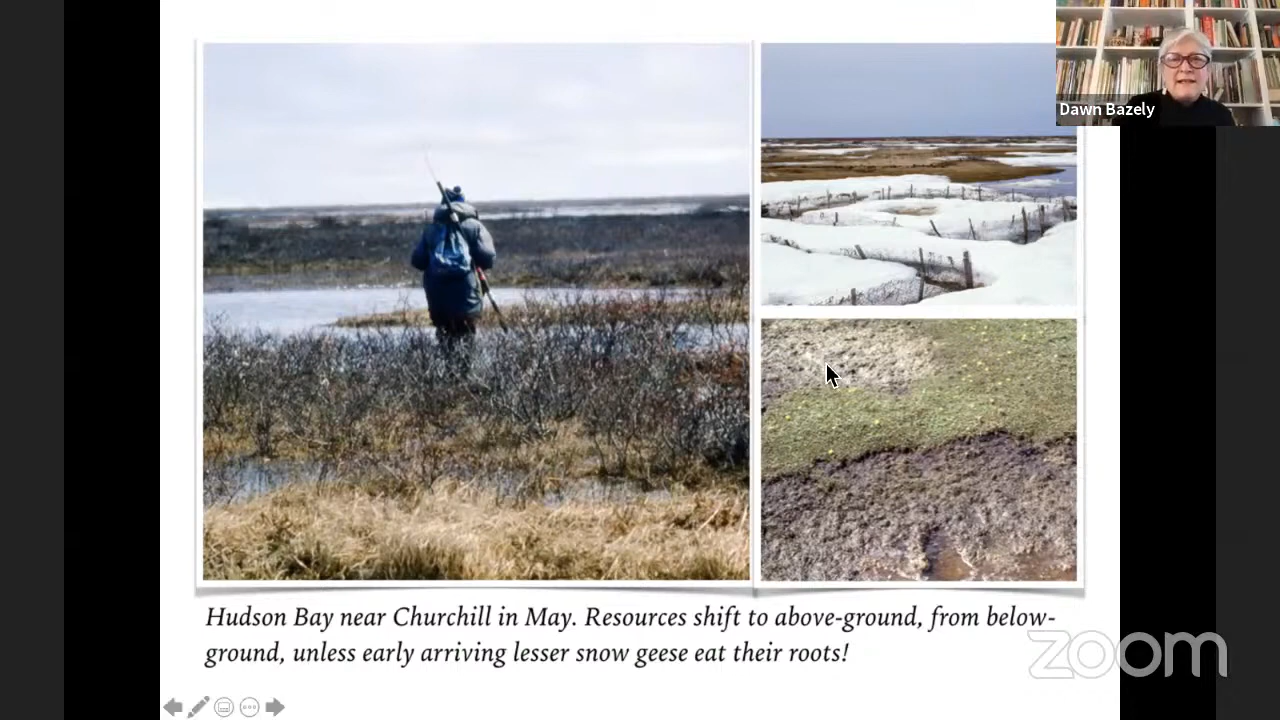 Dawn Bazely
Hudson Bay near Churchill in May. Resources shift to above-ground, from below-
ground, unless early arriving lesser snow geese eat their roots!
zoom